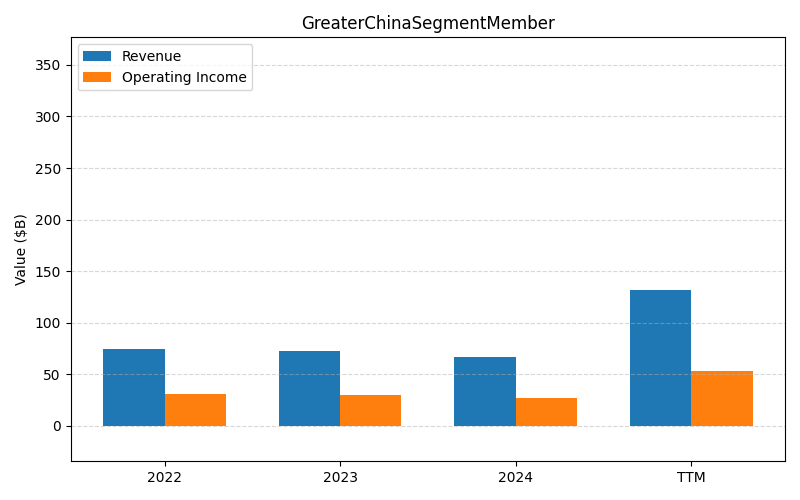 GreaterChinaSegmentMember
Revenue
Operating Income
350
300
250
200
150
100
50
0
Value ($B)
2022
2023
2024
TTM